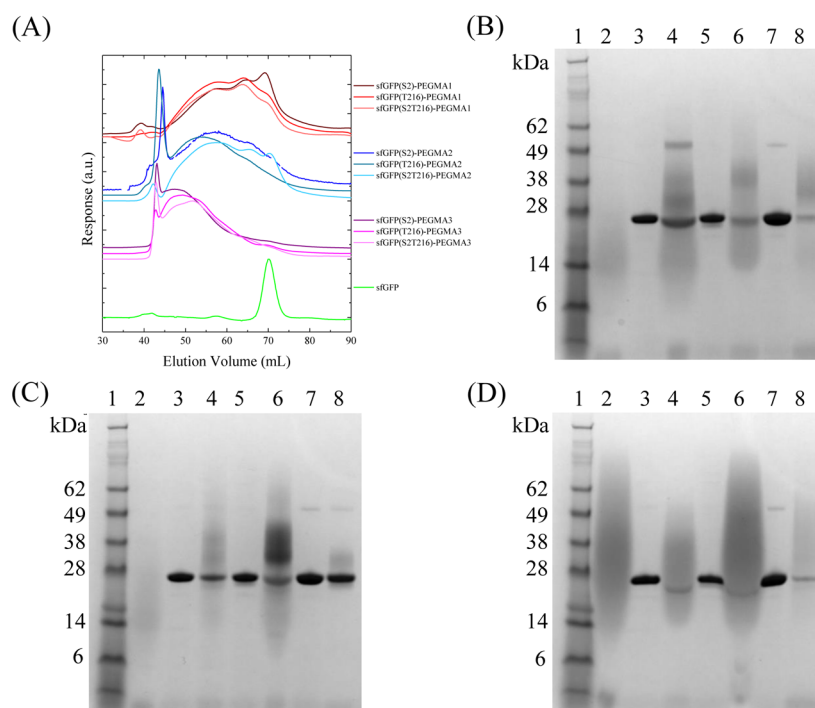 (A)
sfGFP(S2)-PEGMA1
sfGFP(T216)-PEGMA1
sfGFP(S2T216)-PEGMA1
sfGFP(S2)-PEGMA2
sfGFP(T216)-PEGMA2
sfGFP(S2T216)-PEGMA2
sfGFP(S2)-PEGMA3
sfGFP(T216)-PEGMA3
sfGFP(S2T216)-PEGMA3
sfGFP
Response (a.u.)
30 40 50 60 70 80 90
Elution Volume (mL)
(B)
1 2 3 4 5 6 7 8
kDa
62
49
38
28
14
6
(C)
1 2 3 4 5 6 7 8
kDa
62
49
38
28
14
6
(D)
1 2 3 4 5 6 7 8
kDa
62
49
38
28
14
6